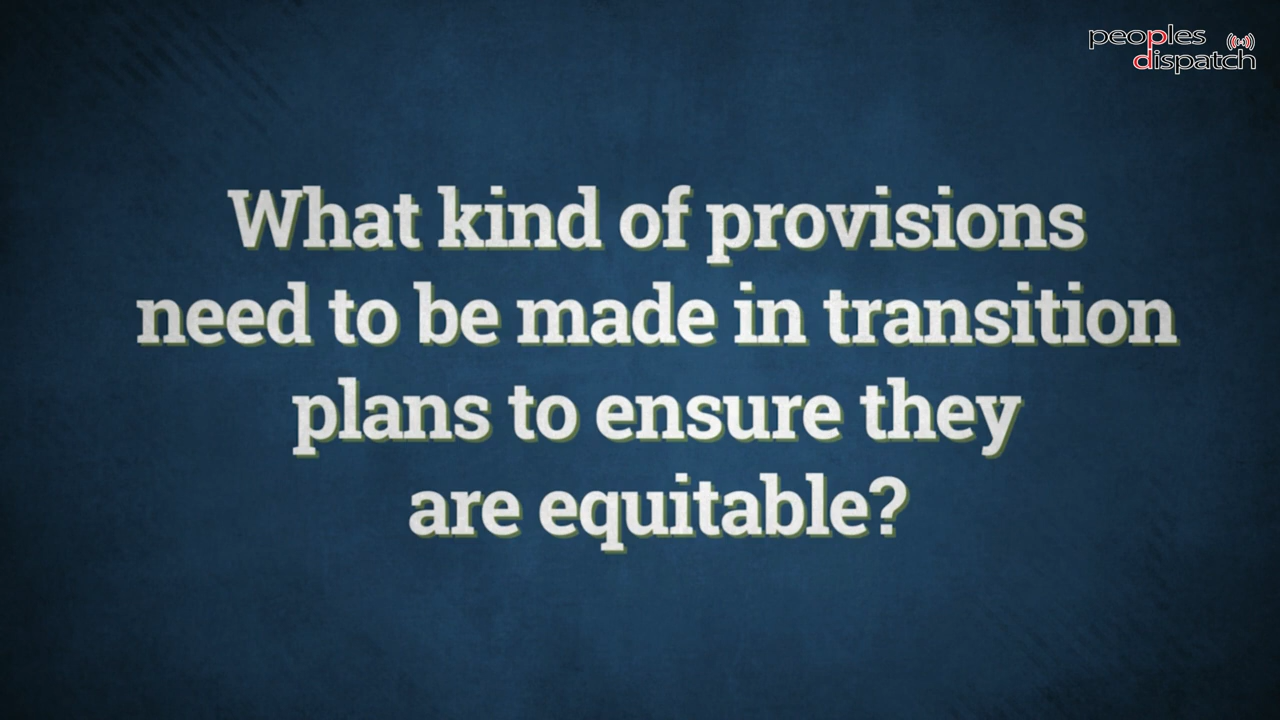 peoples
dispatch
What kind of provisions
need to be made in transition
plans to ensure they
are equitable?